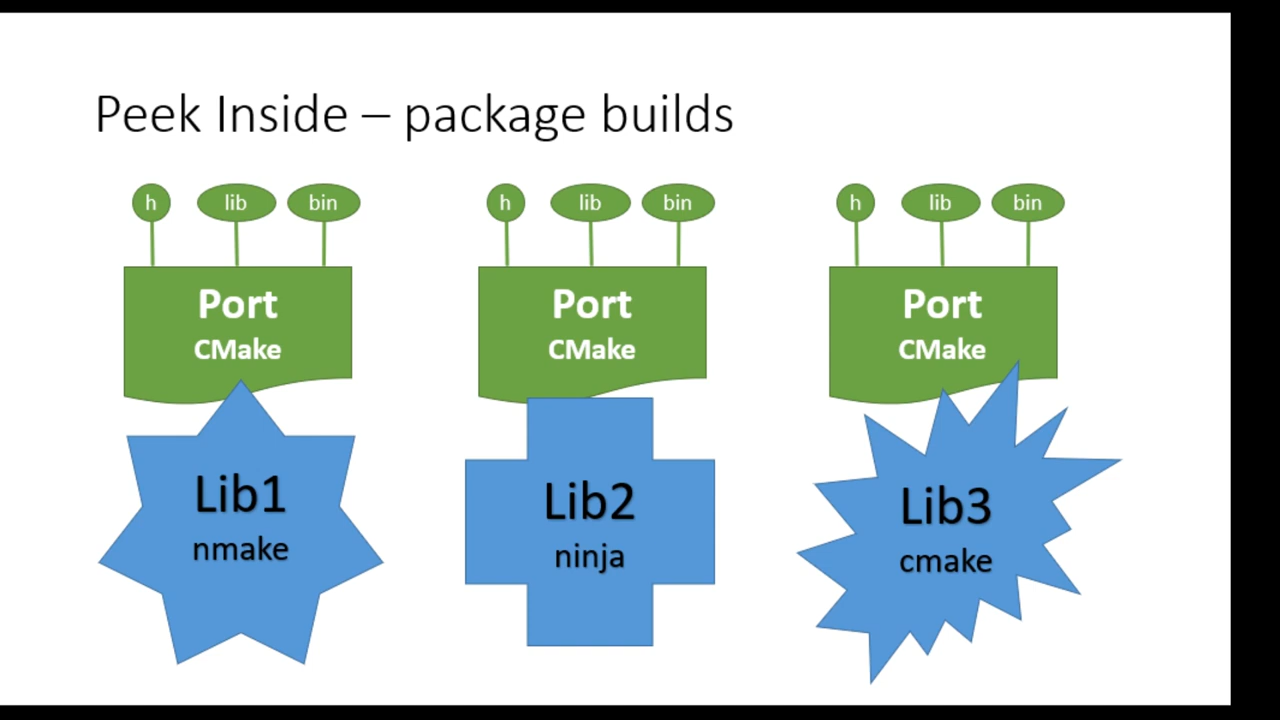 Peek Inside – package builds
h lib bin
h lib bin
h lib bin
Port
CMake
Port
CMake
Port
CMake
Lib1
nmake
Lib2
ninja
Lib3
cmake